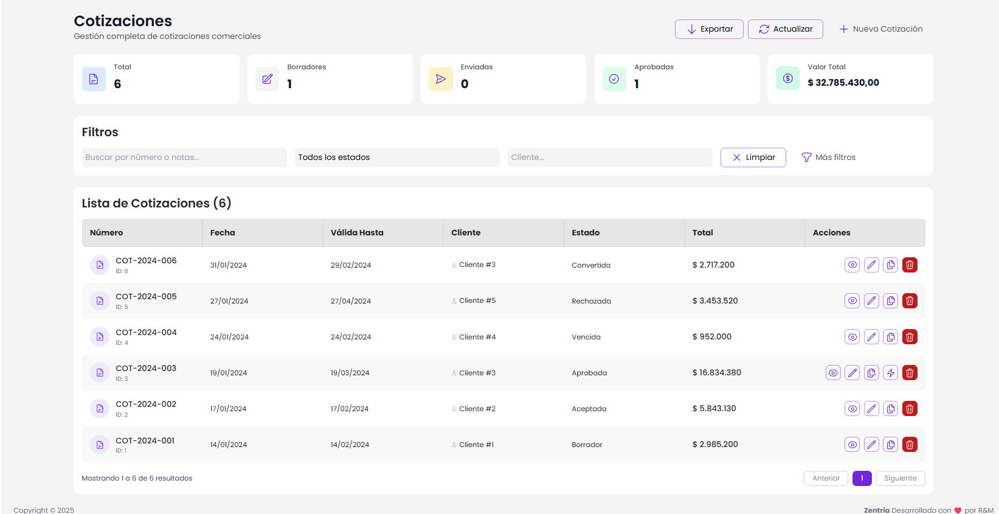 Cotizaciones
Gestión completa de cotizaciones comerciales
Exportar
Actualizar
Nueva Cotización
Total
6
Borradores
1
Enviadas
0
Aprobadas
1
Valor Total
$ 32.785.430,00
Filtros
Buscar por número o notas...
Todos los estados
Cliente...
Limpiar
Más filtros
Lista de Cotizaciones (6)
Número Fecha Válida Hasta Cliente Estado Total Acciones
COT-2024-006
ID: 6
31/01/2024 29/02/2024 Cliente #3 Convertida $ 2.717.200
COT-2024-005
ID: 5
27/01/2024 27/04/2024 Cliente #5 Rechazada $ 3.453.520
COT-2024-004
ID: 4
24/01/2024 24/02/2024 Cliente #4 Vencida $ 952.000
COT-2024-003
ID: 3
19/01/2024 19/03/2024 Cliente #3 Aprobada $ 16.834.380
COT-2024-002
ID: 2
17/01/2024 17/02/2024 Cliente #2 Aceptada $ 5.843.130
COT-2024-001
ID: 1
14/01/2024 14/02/2024 Cliente #1 Borrador $ 2.985.200
Mostrando 1 a 6 de 6 resultados
Anterior 1 Siguiente
Copyright © 2025
Zentria Desarrollado con ❤️ por R&M